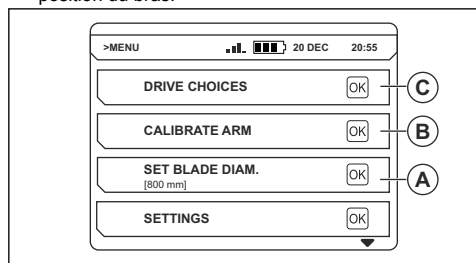 position du bras.
>MENU 20 DEC 20:55
DRIVE CHOICES OK C
CALIBRATE ARM OK B
SET BLADE DIAM. OK A
[800 mm]
SETTINGS OK